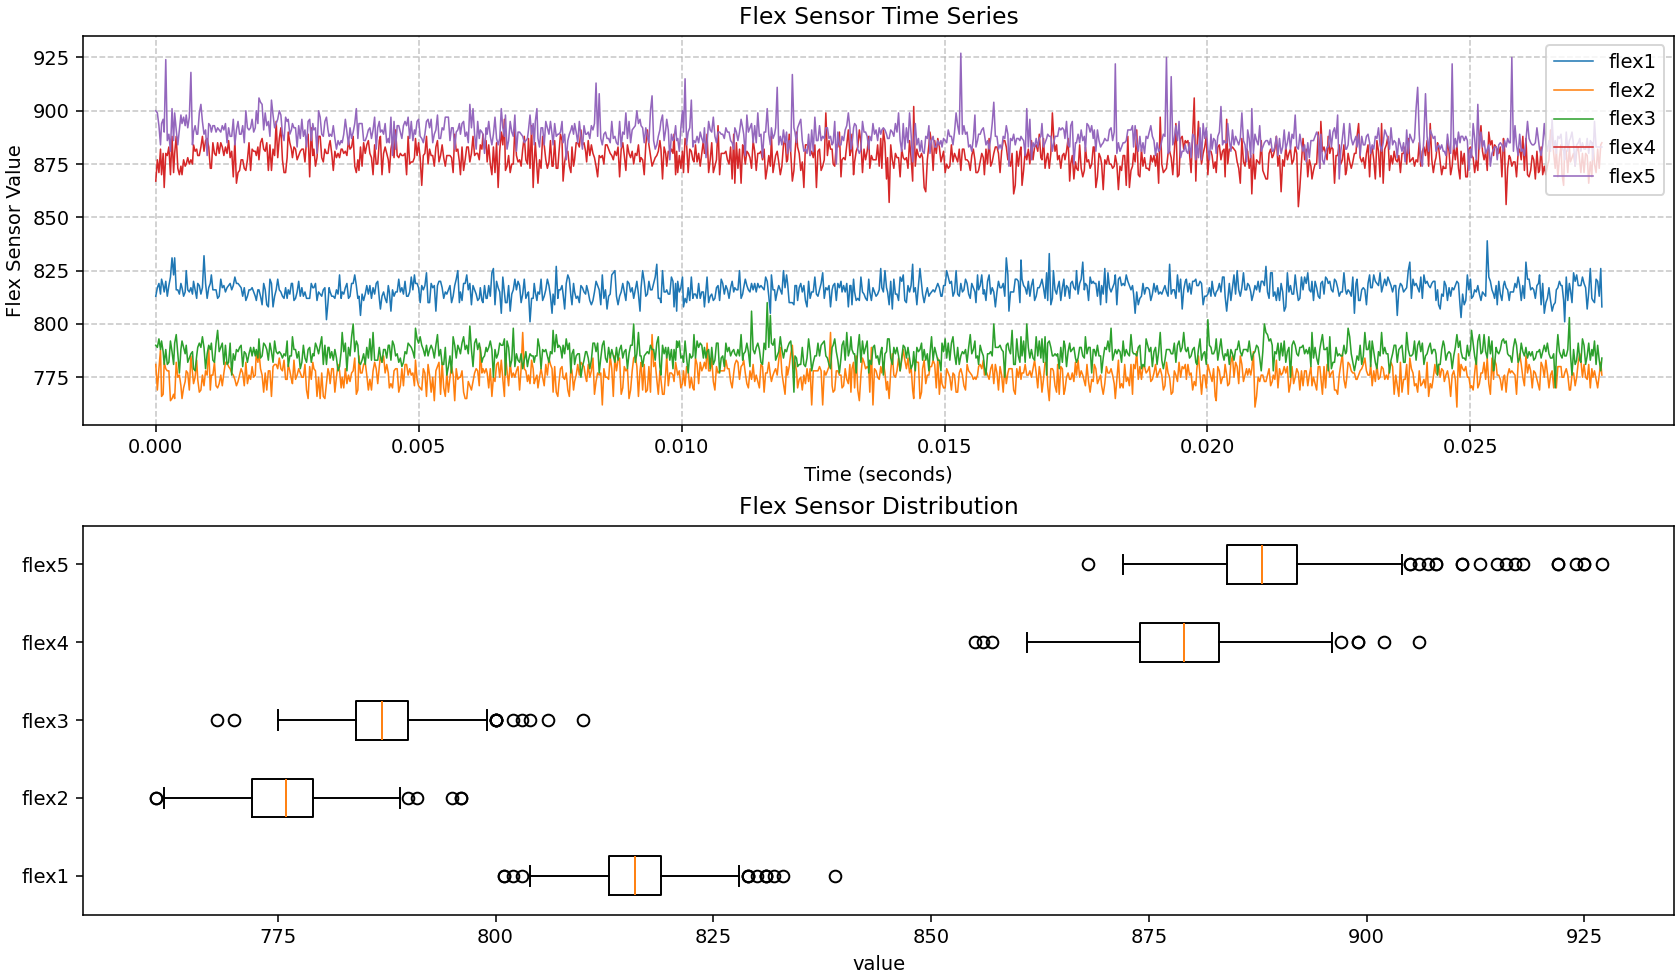 Flex Sensor Time Series
Flex Sensor Value
925
900
875
850
825
800
775
flex1
flex2
flex3
flex4
flex5
0.000 0.005 0.010 0.015 0.020 0.025
Time (seconds)
Flex Sensor Distribution
flex5
flex4
flex3
flex2
flex1
775 800 825 850 875 900 925
value